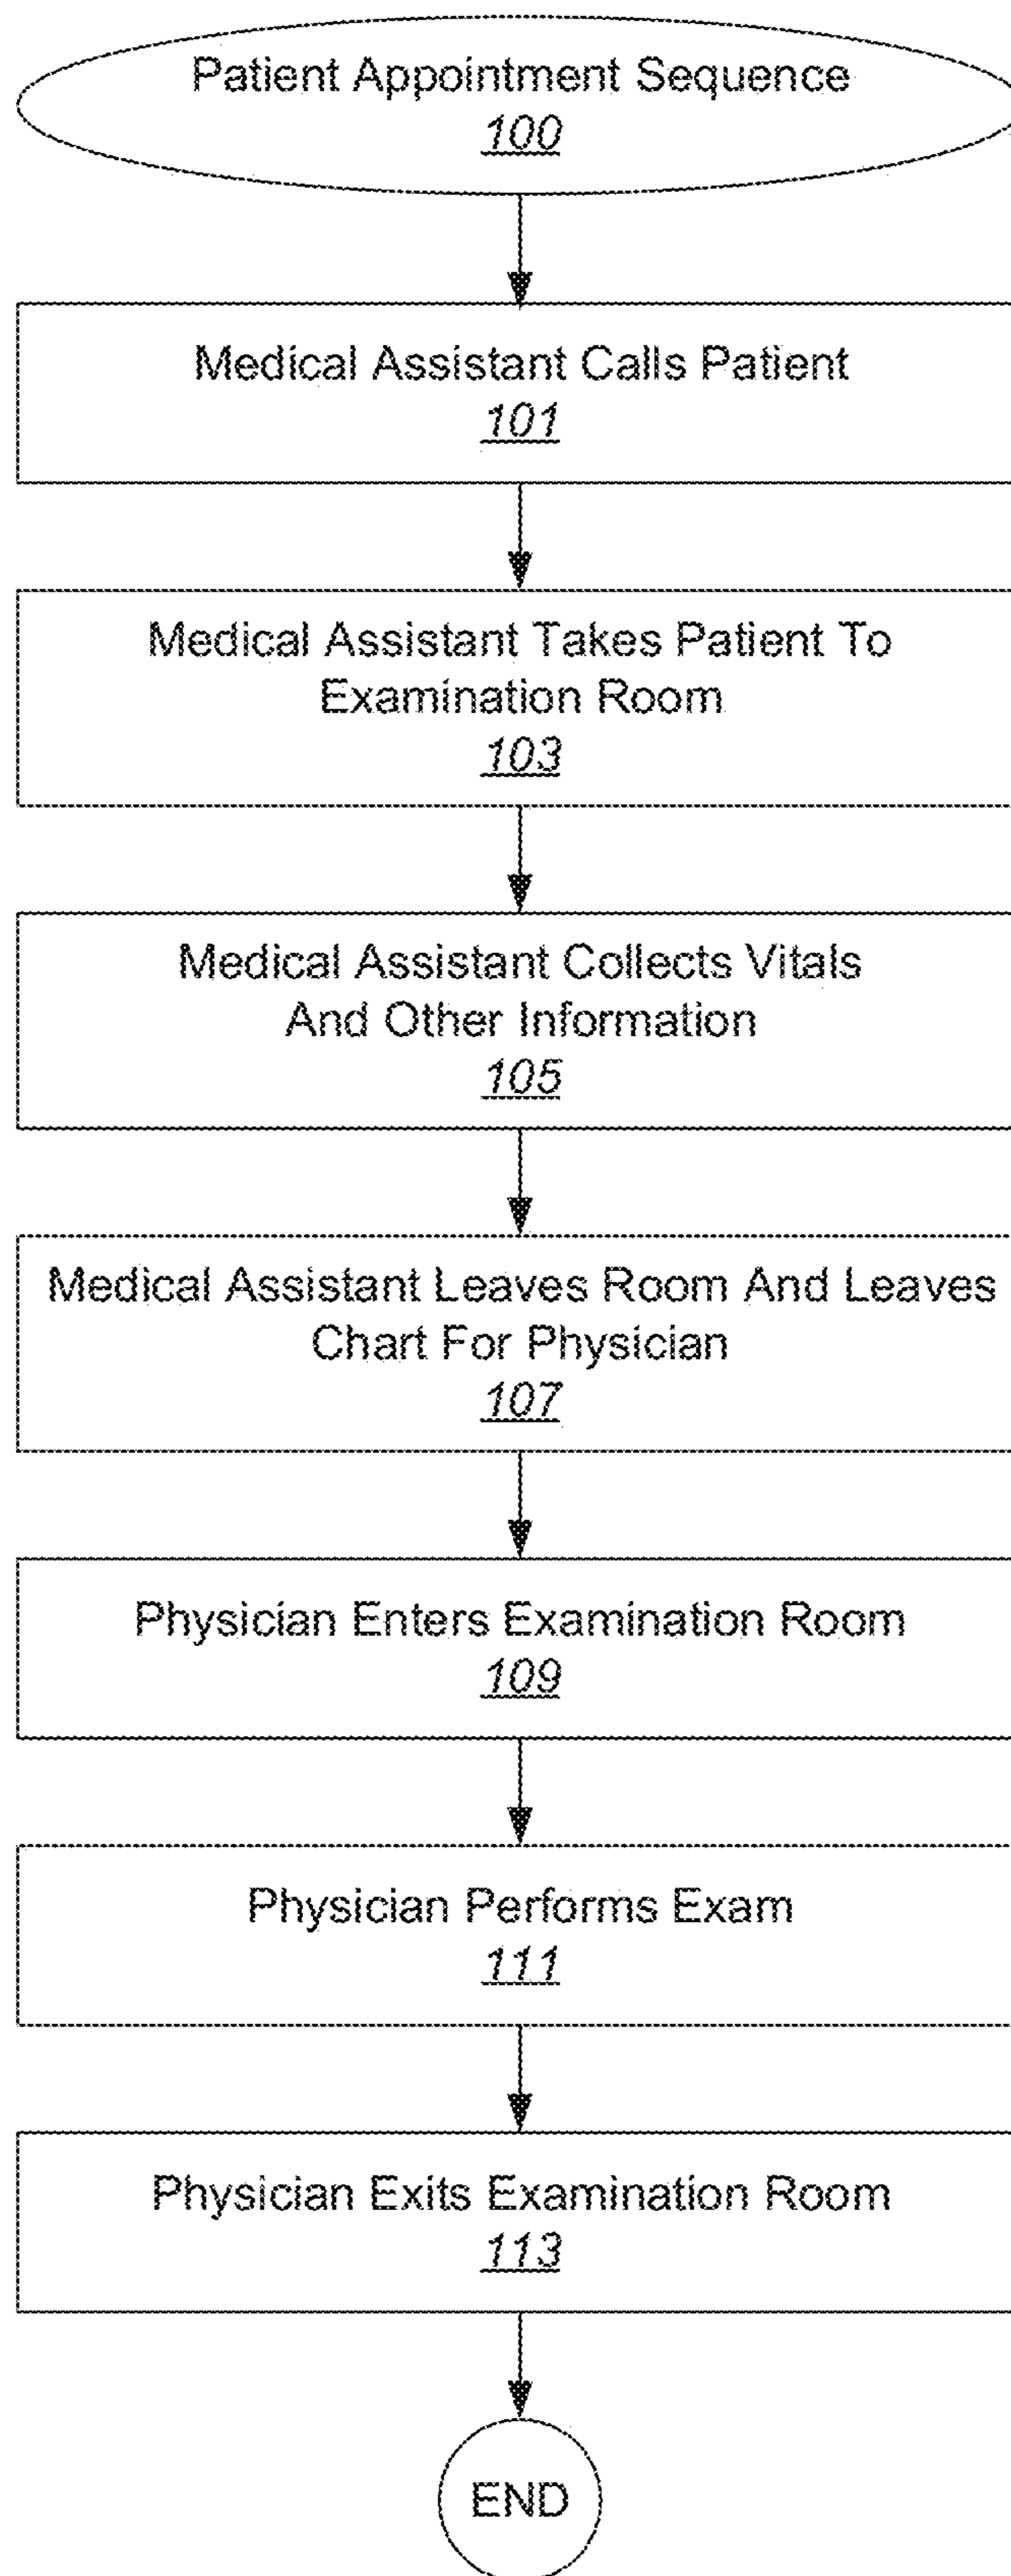 Patient Appointment Sequence
100
Medical Assistant Calls Patient
101
Medical Assistant Takes Patient To
Examination Room
103
Medical Assistant Collects Vitals
And Other Information
105
Medical Assistant Leaves Room And Leaves
Chart For Physician
107
Physician Enters Examination Room
109
Physician Performs Exam
111
Physician Exits Examination Room
113
END